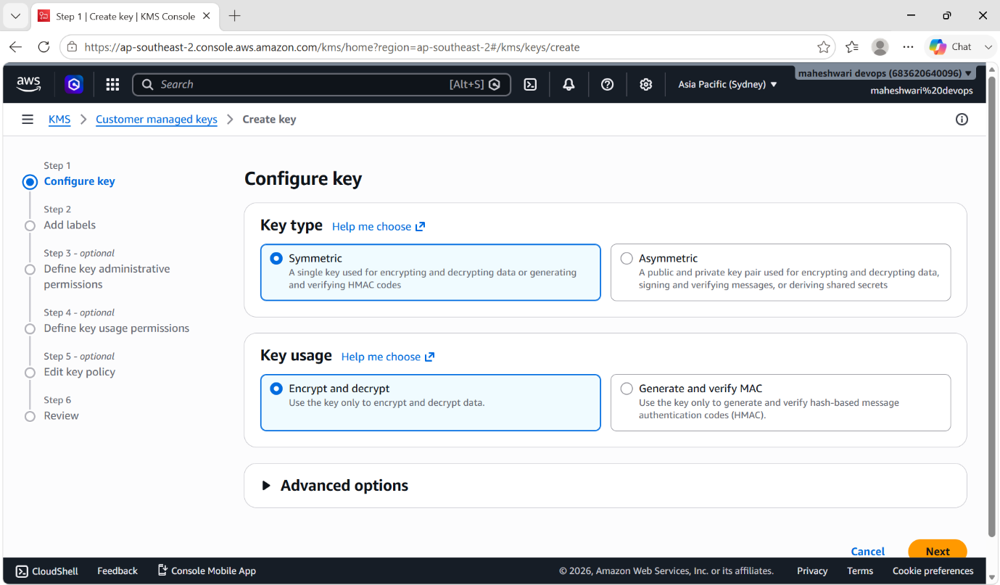 Step 1 | Create key | KMS Console
https://ap-southeast-2.console.aws.amazon.com/kms/home?region=ap-southeast-2#/kms/keys/create
Chat
aws
Search
[Alt+S]
Asia Pacific (Sydney)
maheshwari devops (683620640096)
maheshwari%20devops
KMS
Customer managed keys
Create key
Step 1
Configure key
Step 2
Add labels
Step 3 - optional
Define key administrative
permissions
Step 4 - optional
Define key usage permissions
Step 5 - optional
Edit key policy
Step 6
Review
Configure key
Key type Help me choose
Symmetric
A single key used for encrypting and decrypting data or generating
and verifying HMAC codes
Asymmetric
A public and private key pair used for encrypting and decrypting data,
signing and verifying messages, or deriving shared secrets
Key usage Help me choose
Encrypt and decrypt
Use the key only to encrypt and decrypt data.
Generate and verify MAC
Use the key only to generate and verify hash-based message
authentication codes (HMAC).
Advanced options
Cancel
Next
CloudShell
Feedback
Console Mobile App
© 2026, Amazon Web Services, Inc. or its affiliates.
Privacy
Terms
Cookie preferences